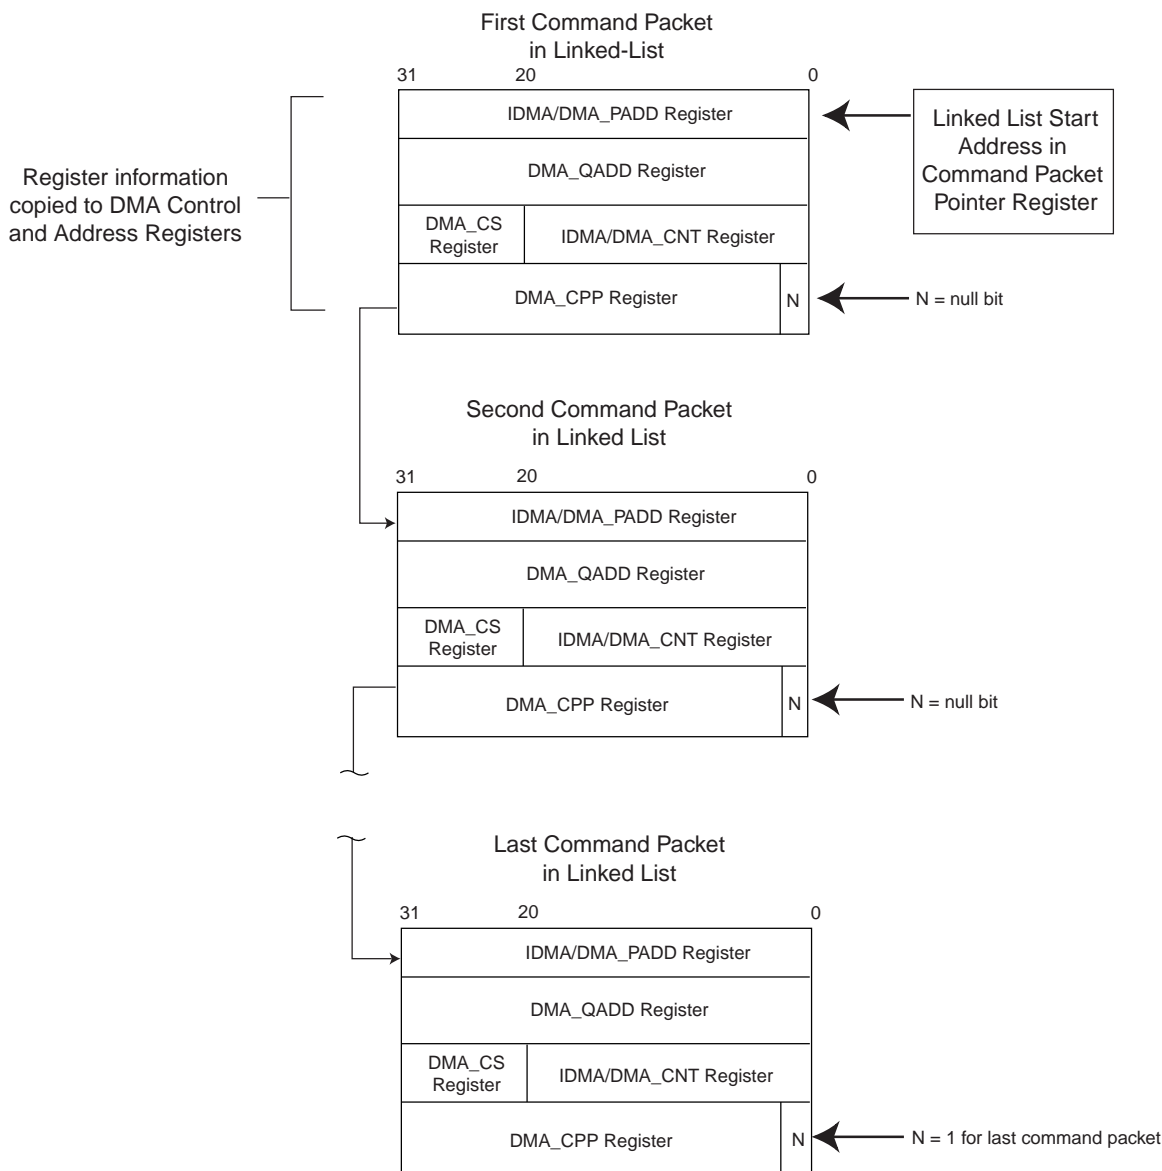 First Command Packet
in Linked-List
31 20 0
IDMA/DMA_PADD Register
DMA_QADD Register
DMA_CS
Register
IDMA/DMA_CNT Register
DMA_CPP Register
N
Register information
copied to DMA Control
and Address Registers
Linked List Start
Address in
Command Packet
Pointer Register
N = null bit
Second Command Packet
in Linked List
31 20 0
IDMA/DMA_PADD Register
DMA_QADD Register
DMA_CS
Register
IDMA/DMA_CNT Register
DMA_CPP Register
N
N = null bit
Last Command Packet
in Linked List
31 20 0
IDMA/DMA_PADD Register
DMA_QADD Register
DMA_CS
Register
IDMA/DMA_CNT Register
DMA_CPP Register
N
N = 1 for last command packet